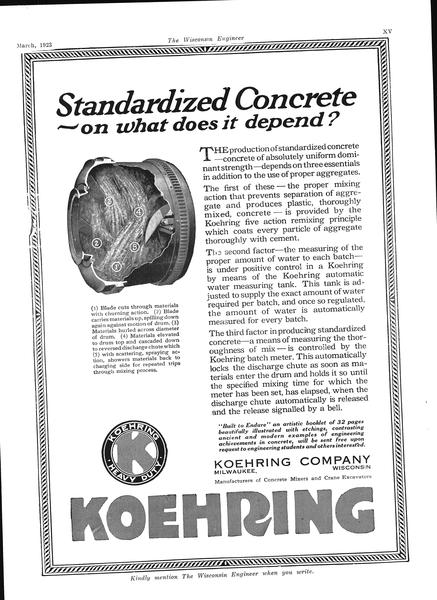 March, 1923
The Wisconsin Engineer
XV
Standardized Concrete
~on what does it depend?
THE production of standardized concrete
—concrete of absolutely uniform domi-
nant strength—depends on three essentials
in addition to the use of proper aggregates.
The first of these—the proper mixing
action that prevents separation of aggre-
gate and produces plastic, thoroughly
mixed, concrete—is provided by the
Koehring five action remixing principle
which coats every particle of aggregate
thoroughly with cement.
The second factor—the measuring of the
proper amount of water to each batch—
is under positive control in a Koehring
by means of the Koehring automatic
water measuring tank. This tank is ad-
justed to supply the exact amount of water
required per batch, and once so regulated,
the amount of water is automatically
measured for every batch.
The third factor in producing standardized
concrete—a means of measuring the thor-
oughness of mix—is controlled by the
Koehring batch meter. This automatically
locks the discharge chute as soon as ma-
terials enter the drum and holds it so until
the specified mixing time for which the
meter has been set, has elapsed, when the
discharge chute automatically is released
and the release signalled by a bell.
(1)
(2)
(3)
(4)
(5)
(1) Blade cuts through materials
with churning action. (2) Blade
carries materials up, spilling down
again against motion of drum. (3)
Materials hurled across diameter
of drum. (4) Materials elevated
to drum top and cascaded down
to reversed discharge chute which
(5) with scattering, spraying ac-
tion, showers materials back to
charging side for repeated trips
through mixing process.
"Built to Endure" an artistic booklet of 32 pages
beautifully illustrated with etchings, contrasting
ancient and modern examples of engineering
achievements in concrete, will be sent free upon
request to engineering students and others interested.
KOEHRING COMPANY
MILWAUKEE, WISCONSIN
Manufacturers of Concrete Mixers and Crane Excavators
KOEHRING
HEAVY DUTY
KOEHRING
Kindly mention The Wisconsin Engineer when you write.